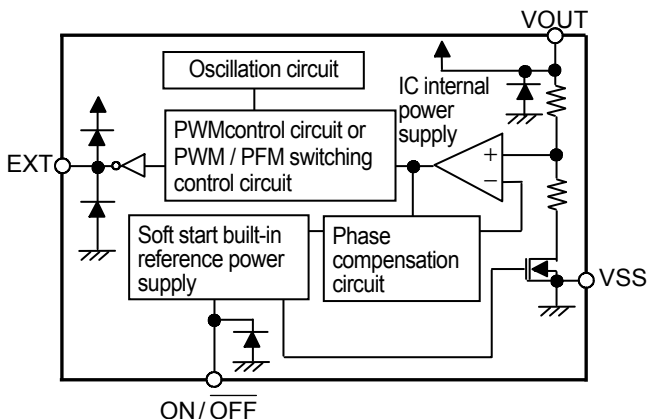 VOUT
Oscillation circuit
IC internal
power
supply
PWMcontrol circuit or
PWM / PFM switching
control circuit
EXT
+
−
Soft start built-in
reference power
supply
Phase
compensation
circuit
VSS
ON/OFF